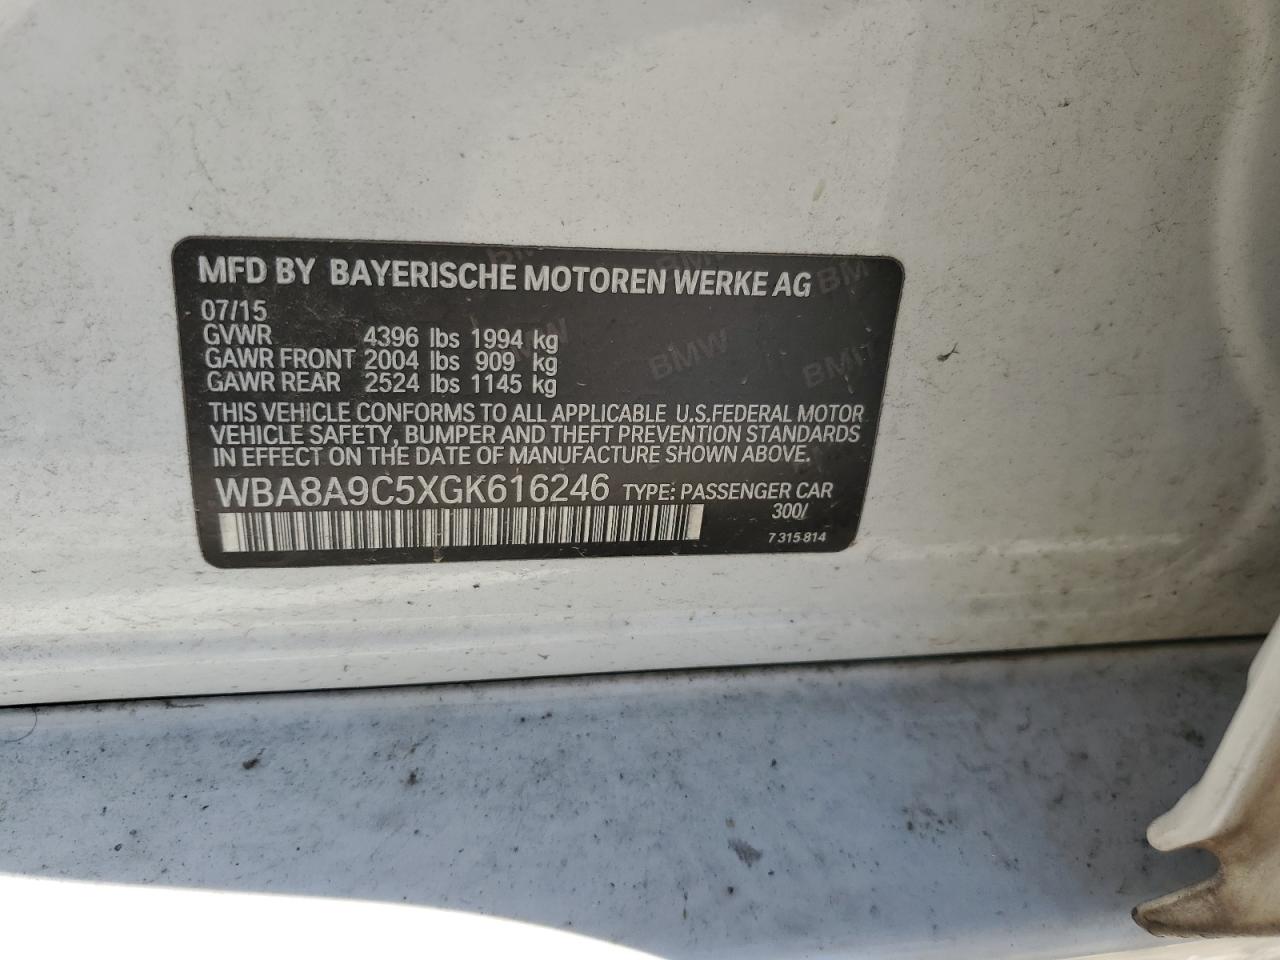 MFD BY BAYERISCHE MOTOREN WERKE AG
07/15
GVWR 4396 lbs 1994 kg
GAWR FRONT 2004 lbs 909 kg
GAWR REAR 2524 lbs 1145 kg
THIS VEHICLE CONFORMS TO ALL APPLICABLE U.S.FEDERAL MOTOR
VEHICLE SAFETY, BUMPER AND THEFT PREVENTION STANDARDS
IN EFFECT ON THE DATE OF MANUFACTURE SHOWN ABOVE.
WBA8A9C5XGK616246 TYPE: PASSENGER CAR
300/
7 315 814